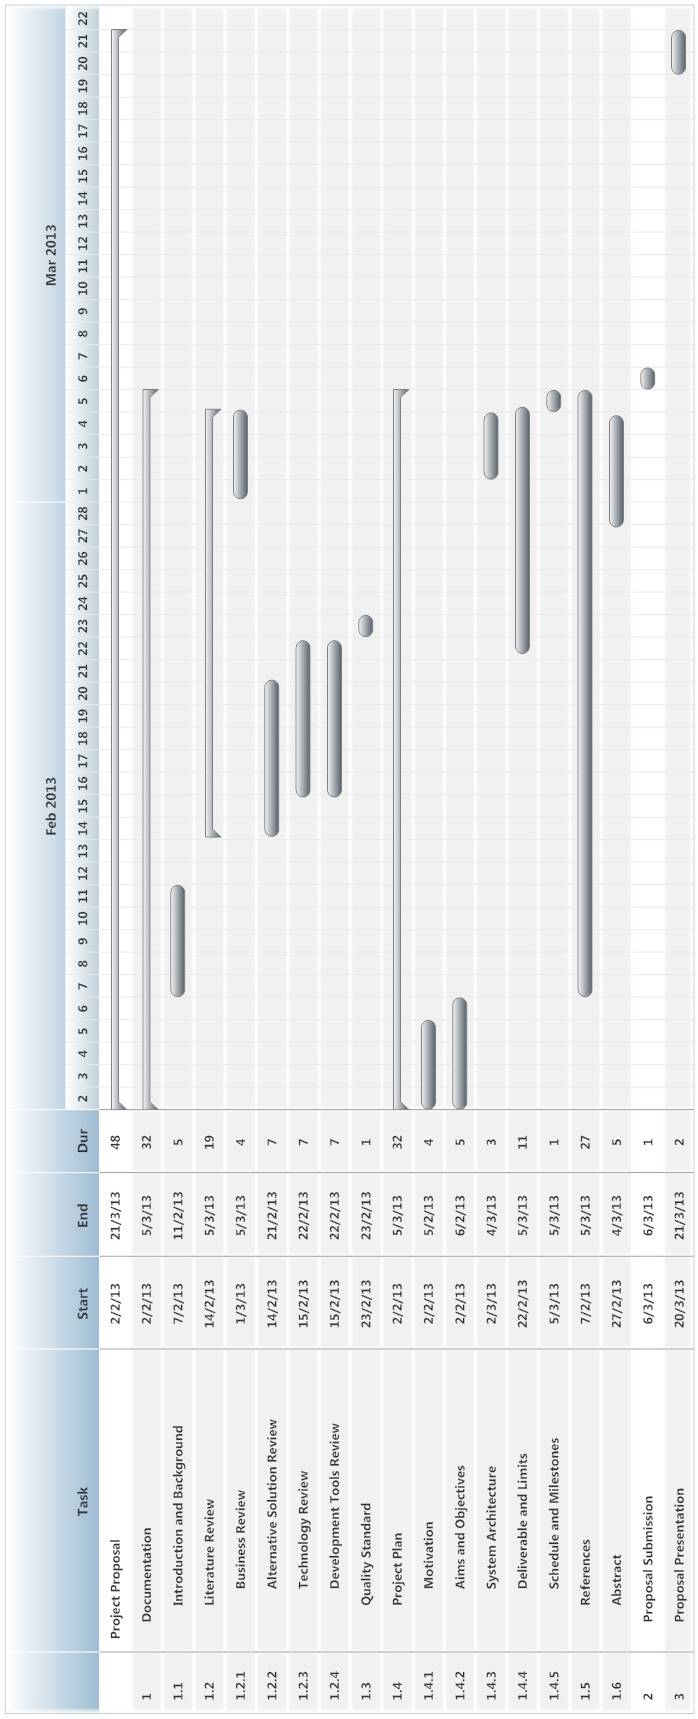 Task Start End Dur Feb 2013 Mar 2013
2 3 4 5 6 7 8 9 10 11 12 13 14 15 16 17 18 19 20 21 22 23 24 25 26 27 28 1 2 3 4 5 6 7 8 9 10 11 12 13 14 15 16 17 18 19 20 21 22
Project Proposal 2/2/13 21/3/13 48
1 Documentation 2/2/13 5/3/13 32
1.1 Introduction and Background 7/2/13 11/2/13 5
1.2 Literature Review 14/2/13 5/3/13 19
1.2.1 Business Review 1/3/13 5/3/13 4
1.2.2 Alternative Solution Review 14/2/13 21/2/13 7
1.2.3 Technology Review 15/2/13 22/2/13 7
1.2.4 Development Tools Review 15/2/13 22/2/13 7
1.3 Quality Standard 23/2/13 23/2/13 1
1.4 Project Plan 2/2/13 5/3/13 32
1.4.1 Motivation 2/2/13 5/2/13 4
1.4.2 Aims and Objectives 2/2/13 6/2/13 5
1.4.3 System Architecture 2/3/13 4/3/13 3
1.4.4 Deliverable and Limits 22/2/13 5/3/13 11
1.4.5 Schedule and Milestones 5/3/13 5/3/13 1
1.5 References 7/2/13 5/3/13 27
1.6 Abstract 27/2/13 4/3/13 5
2 Proposal Submission 6/3/13 6/3/13 1
3 Proposal Presentation 20/3/13 21/3/13 2